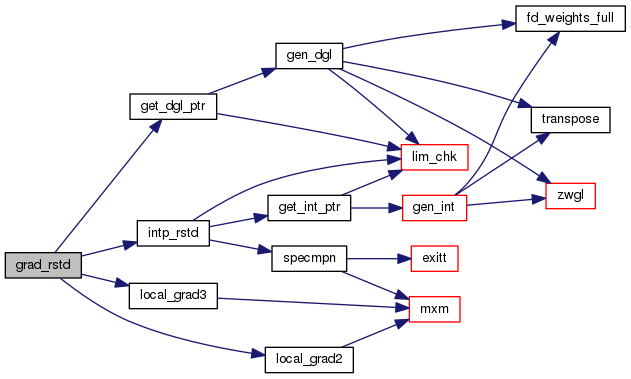 fd_weights_full
gen_dgl
get_dgl_ptr
transpose
lim_chk
zwgl
get_int_ptr
gen_int
intp_rstd
grad_rstd
specmpn
exitt
local_grad3
mxm
local_grad2